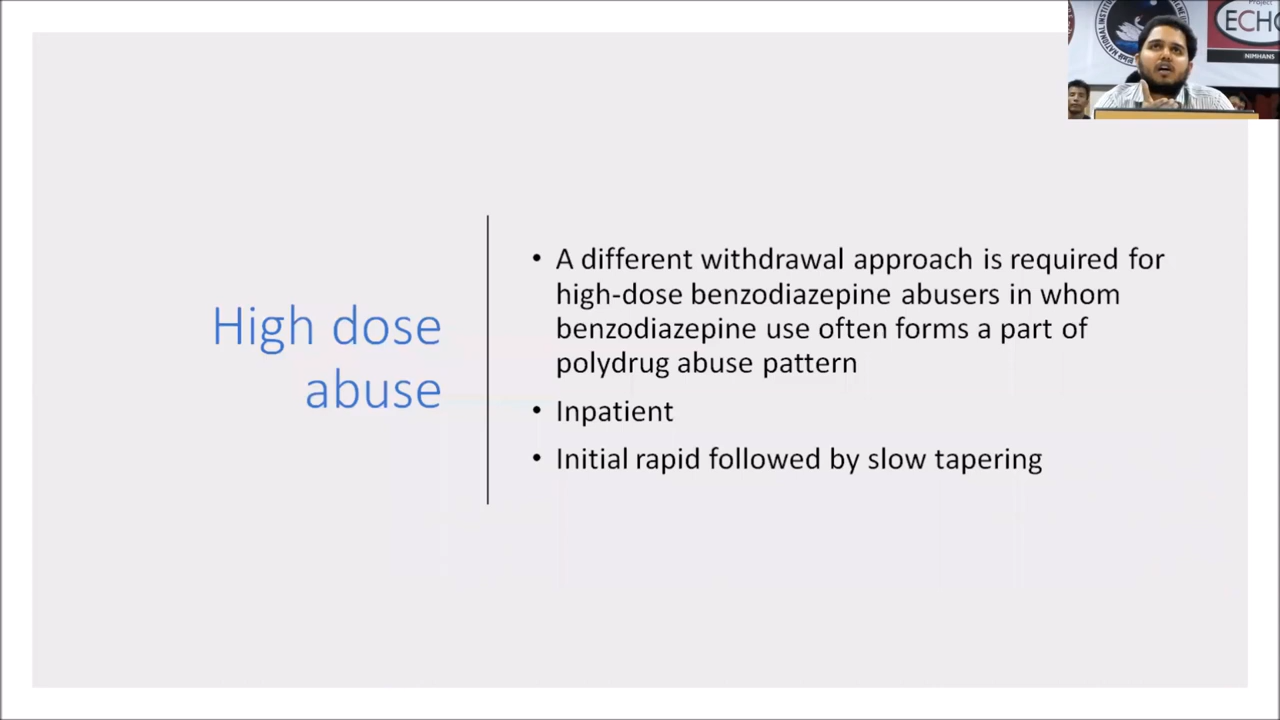 Project
ECHO
NIMHANS
High dose
abuse
• A different withdrawal approach is required for
high-dose benzodiazepine abusers in whom
benzodiazepine use often forms a part of
polydrug abuse pattern
• Inpatient
• Initial rapid followed by slow tapering